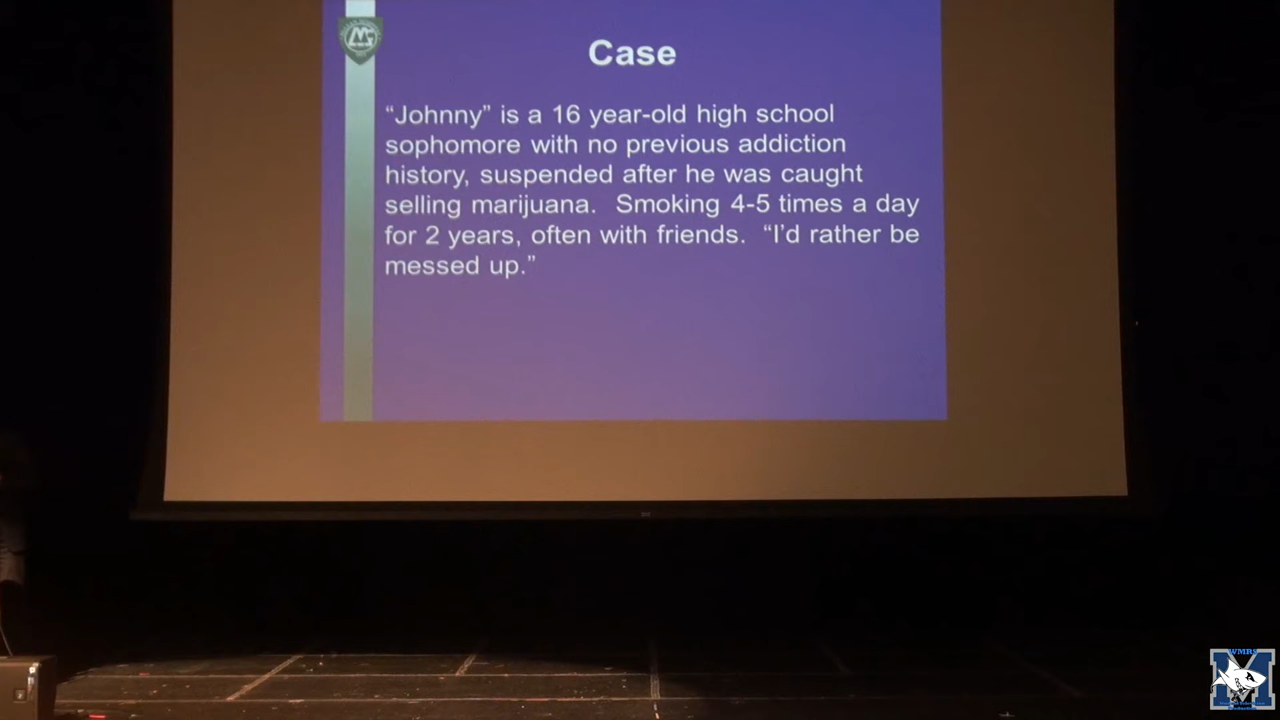 Case
“Johnny” is a 16 year-old high school
sophomore with no previous addiction
history, suspended after he was caught
selling marijuana.  Smoking 4-5 times a day
for 2 years, often with friends.  “I’d rather be
messed up.”
WMRS
M